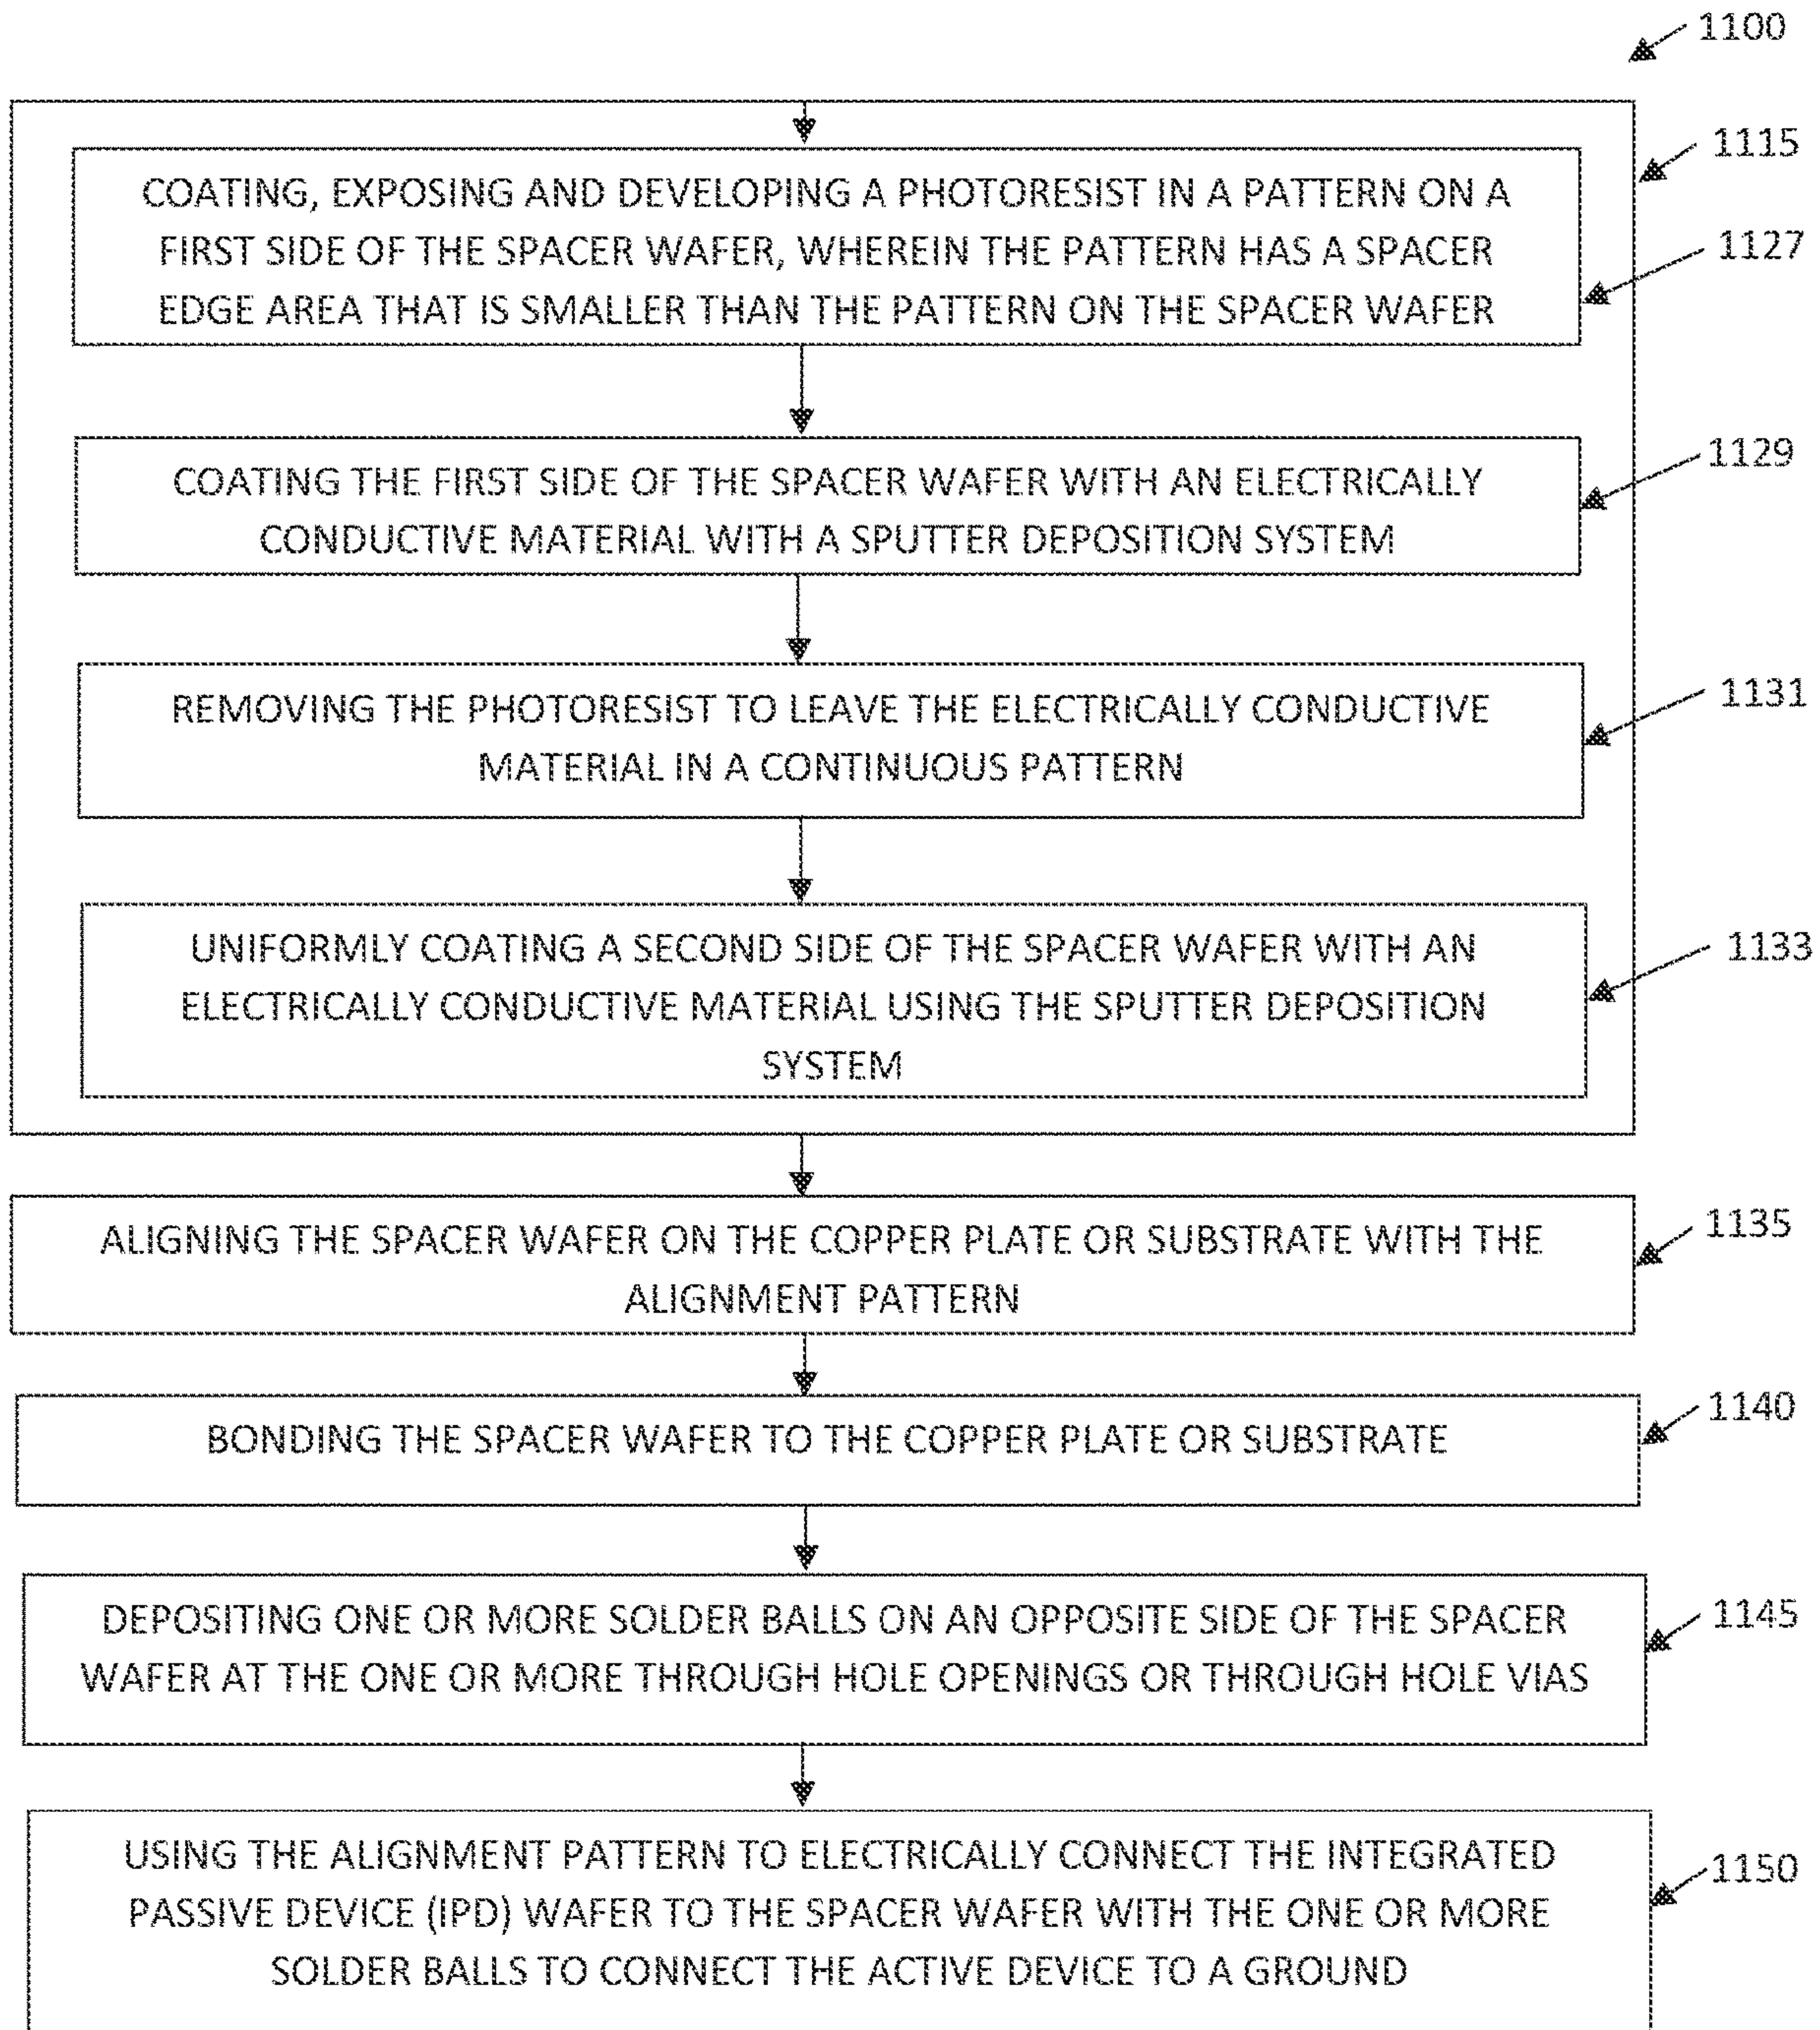 1100
1115
COATING, EXPOSING AND DEVELOPING A PHOTORESIST IN A PATTERN ON A
FIRST SIDE OF THE SPACER WAFER, WHEREIN THE PATTERN HAS A SPACER
EDGE AREA THAT IS SMALLER THAN THE PATTERN ON THE SPACER WAFER
1127
COATING THE FIRST SIDE OF THE SPACER WAFER WITH AN ELECTRICALLY
CONDUCTIVE MATERIAL WITH A SPUTTER DEPOSITION SYSTEM
1129
REMOVING THE PHOTORESIST TO LEAVE THE ELECTRICALLY CONDUCTIVE
MATERIAL IN A CONTINUOUS PATTERN
1131
UNIFORMLY COATING A SECOND SIDE OF THE SPACER WAFER WITH AN
ELECTRICALLY CONDUCTIVE MATERIAL USING THE SPUTTER DEPOSITION
SYSTEM
1133
ALIGNING THE SPACER WAFER ON THE COPPER PLATE OR SUBSTRATE WITH THE
ALIGNMENT PATTERN
1135
BONDING THE SPACER WAFER TO THE COPPER PLATE OR SUBSTRATE
1140
DEPOSITING ONE OR MORE SOLDER BALLS ON AN OPPOSITE SIDE OF THE SPACER
WAFER AT THE ONE OR MORE THROUGH HOLE OPENINGS OR THROUGH HOLE VIAS
1145
USING THE ALIGNMENT PATTERN TO ELECTRICALLY CONNECT THE INTEGRATED
PASSIVE DEVICE (IPD) WAFER TO THE SPACER WAFER WITH THE ONE OR MORE
SOLDER BALLS TO CONNECT THE ACTIVE DEVICE TO A GROUND
1150